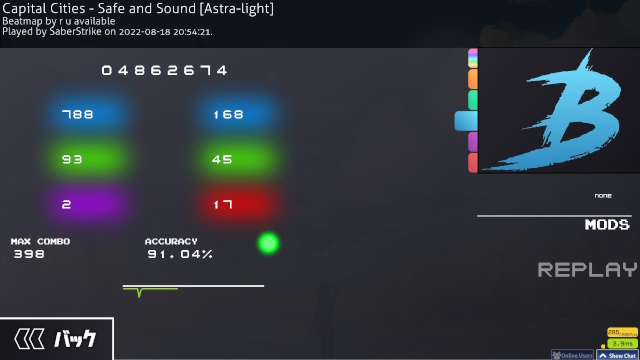 Capital Cities - Safe and Sound [Astra-light]
Beatmap by r u available
Played by SaberStrike on 2022-08-18 20:54:21.
04862674
788 168
93 45
2 17
MAX COMBO ACCURACY
398 91.04%
B
none
MODS
REPLAY
バック
3.9ms
Online Users Show Chat